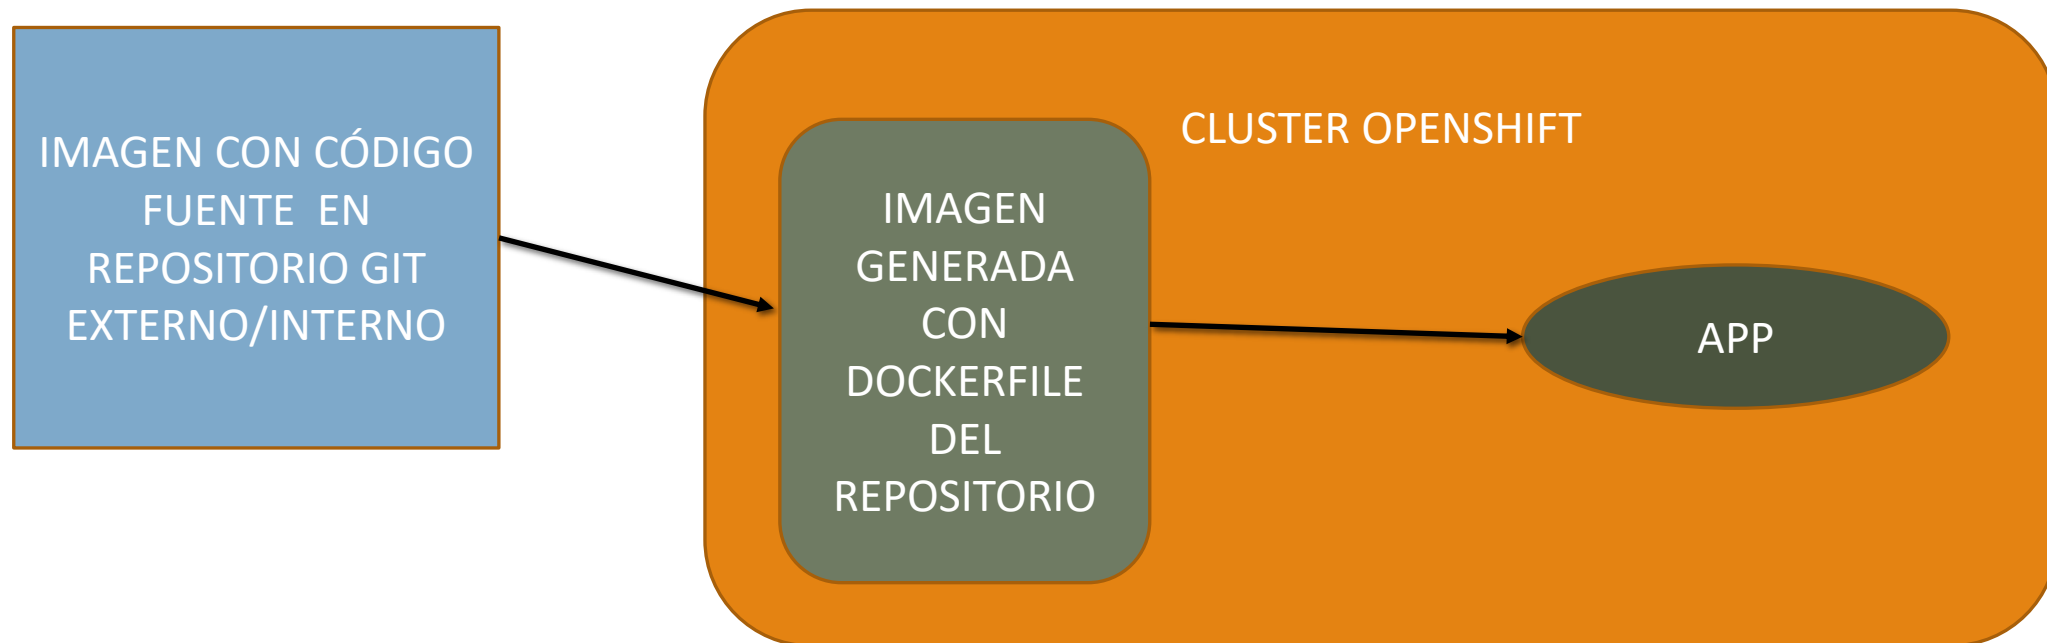 IMAGEN CON CÓDIGO
FUENTE EN
REPOSITORIO GIT
EXTERNO/INTERNO
CLUSTER OPENSHIFT
IMAGEN
GENERADA
CON
DOCKERFILE
DEL
REPOSITORIO
APP